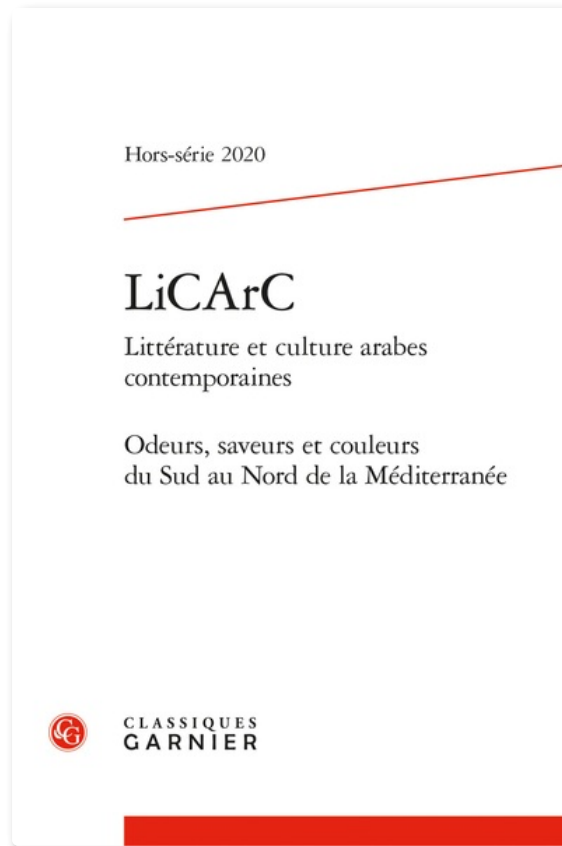 Hors-série 2020
LiCArC
Littérature et culture arabes
contemporaines
Odeurs, saveurs et couleurs
du Sud au Nord de la Méditerranée
CG
CLASSIQUES
GARNIER